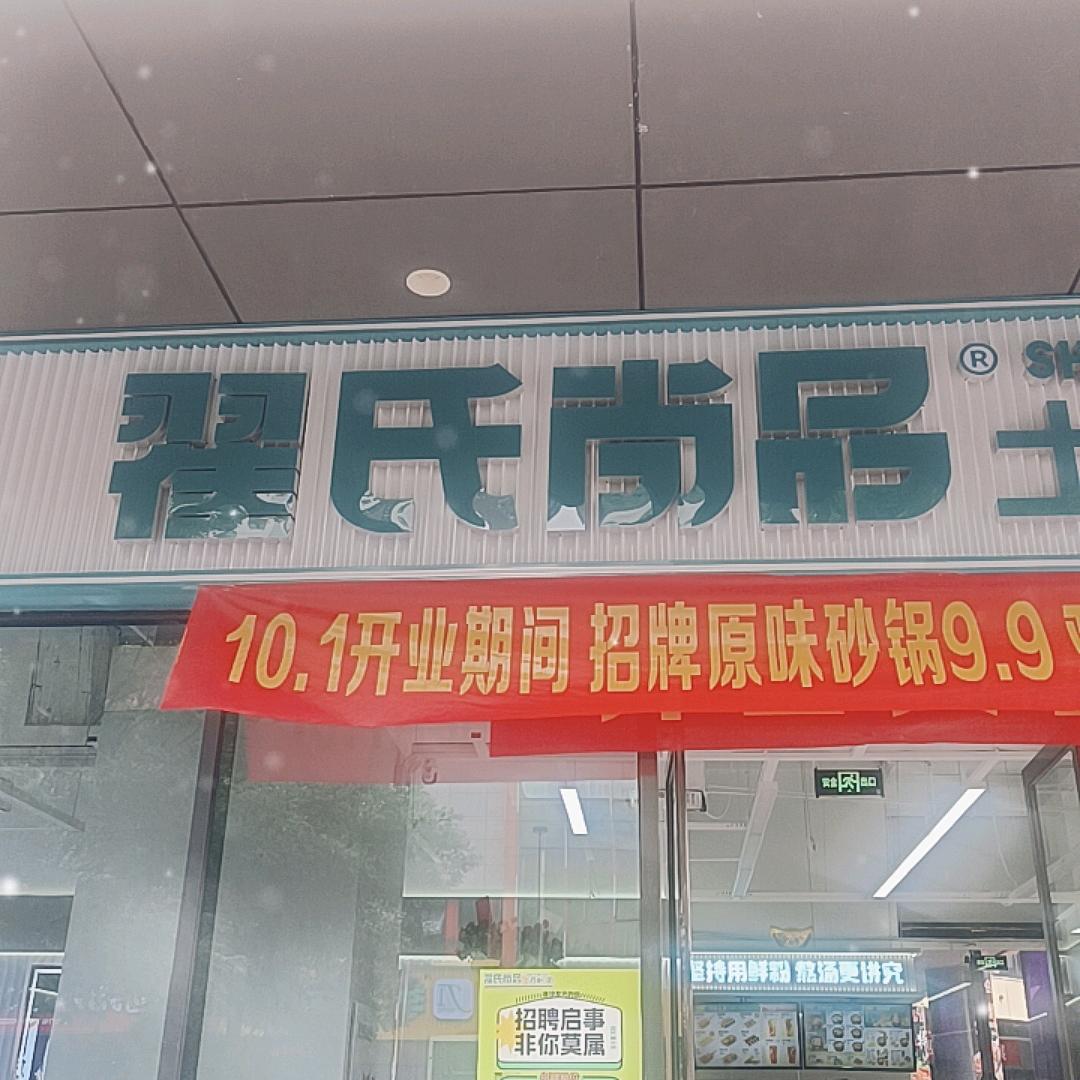 翟氏尚品®
10.1开业期间 招牌原味砂锅9.9
安全出口
坚持用鲜粉 熬汤更讲究
翟氏尚品
招聘启事
非你莫属